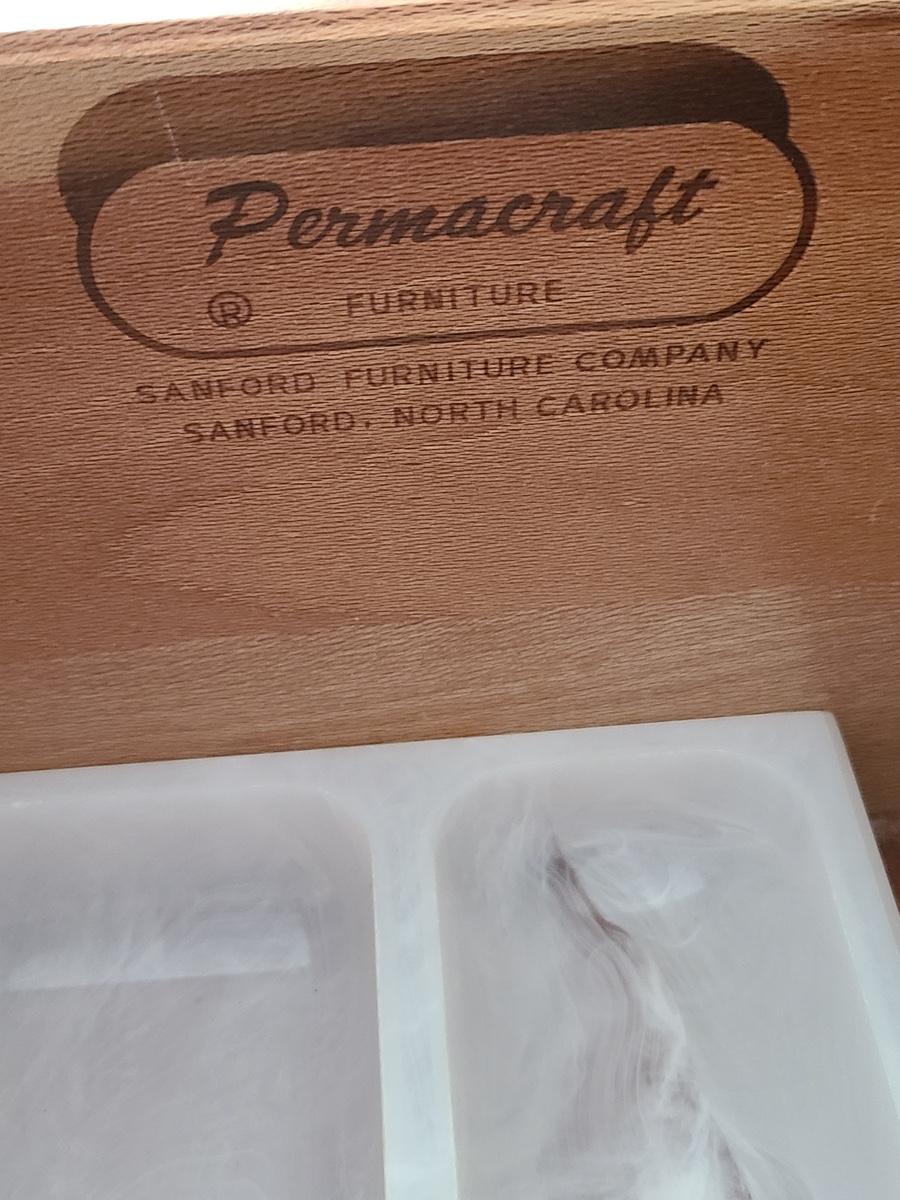 Permacraft
® FURNITURE
SANFORD FURNITURE COMPANY
SANFORD, NORTH CAROLINA